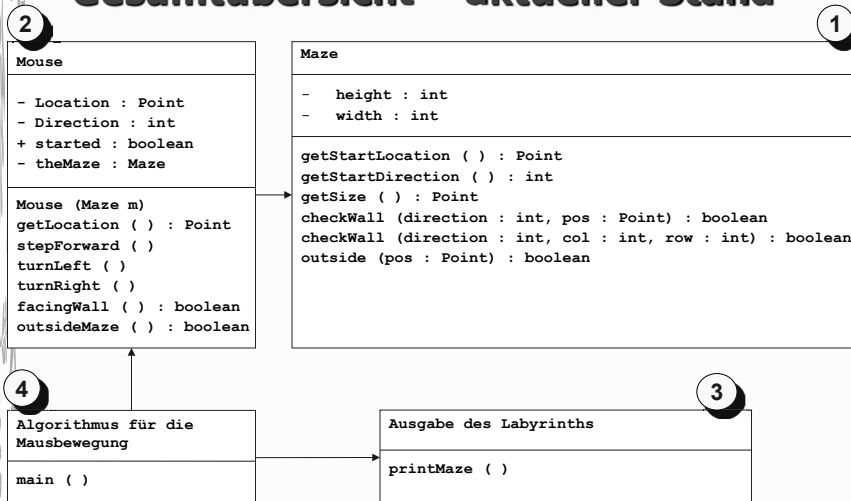 Gesamtübersicht – aktueller Stand
2
1
Mouse
- Location : Point
- Direction : int
+ started : boolean
- theMaze : Maze
Mouse (Maze m)
getLocation ( ) : Point
stepForward ( )
turnLeft ( )
turnRight ( )
facingWall ( ) : boolean
outsideMaze ( ) : boolean
Maze
- height : int
- width : int
getStartLocation ( ) : Point
getStartDirection ( ) : int
getSize ( ) : Point
checkWall (direction : int, pos : Point) : boolean
checkWall (direction : int, col : int, row : int) : boolean
outside (pos : Point) : boolean
4
Algorithmus für die
Mausbewegung
main ( )
3
Ausgabe des Labyrinths
printMaze ( )